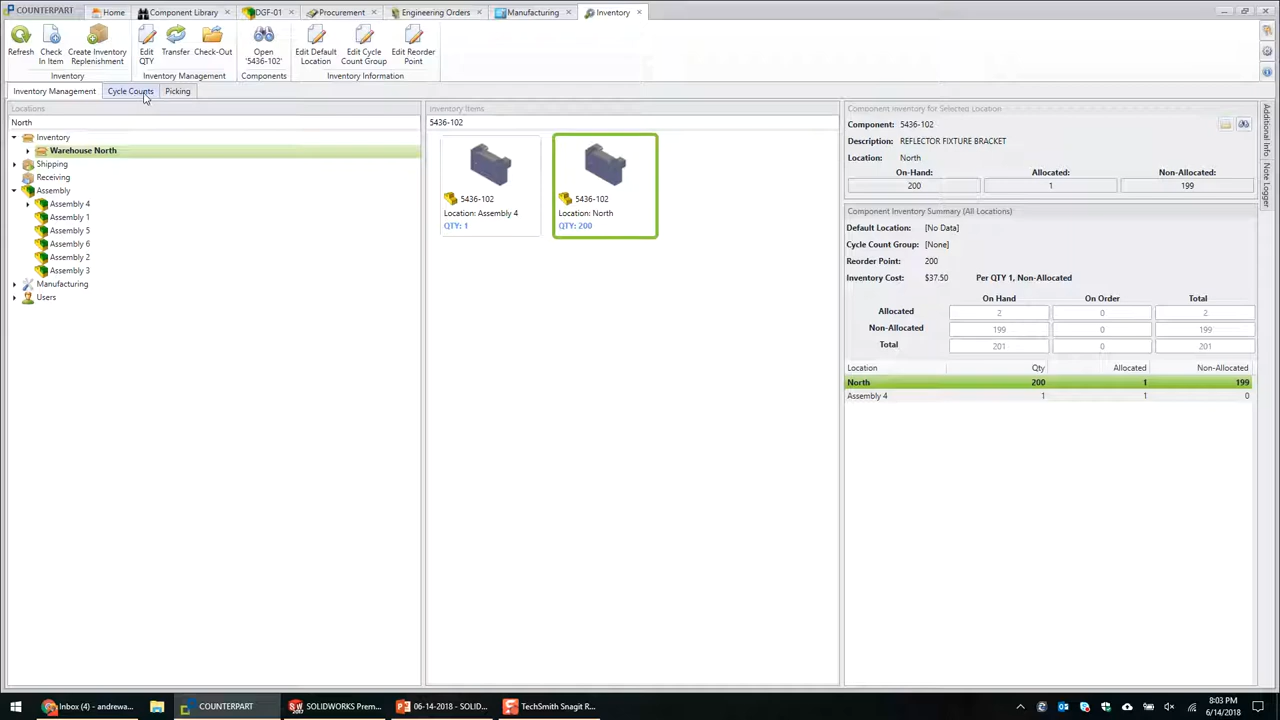 COUNTERPART Home Component Library DGF-01 Procurement Engineering Orders Manufacturing Inventory
Refresh Check In Item Create Inventory Replenishment Edit QTY Transfer Check-Out Open '5436-102' Edit Default Location Edit Cycle Count Group Edit Reorder Point
Inventory Inventory Management Components Inventory Information
Inventory Management Cycle Counts Picking
Locations
North
Inventory
Warehouse North
Shipping
Receiving
Assembly
Assembly 4
Assembly 1
Assembly 5
Assembly 6
Assembly 2
Assembly 3
Manufacturing
Users
Inventory Items
5436-102
5436-102
Location: Assembly 4
QTY: 1
5436-102
Location: North
QTY: 200
Component Inventory for Selected Location
Component: 5436-102
Description: REFLECTOR FIXTURE BRACKET
Location: North
On-Hand: Allocated: Non-Allocated:
200 1 199
Component Inventory Summary (All Locations)
Default Location: [No Data]
Cycle Count Group: [None]
Reorder Point: 200
Inventory Cost: $37.50 Per QTY 1, Non-Allocated
On Hand On Order Total
Allocated 2 0 2
Non-Allocated 199 0 199
Total 201 0 201
Location Qty Allocated Non-Allocated
North 200 1 199
Assembly 4 1 1 0
Additional Info
Note Logger
Inbox (4) - andrewa... COUNTERPART SOLIDWORKS Prem... 06-14-2018 - SOLID... TechSmith Snagit R...
8:03 PM
6/14/2018